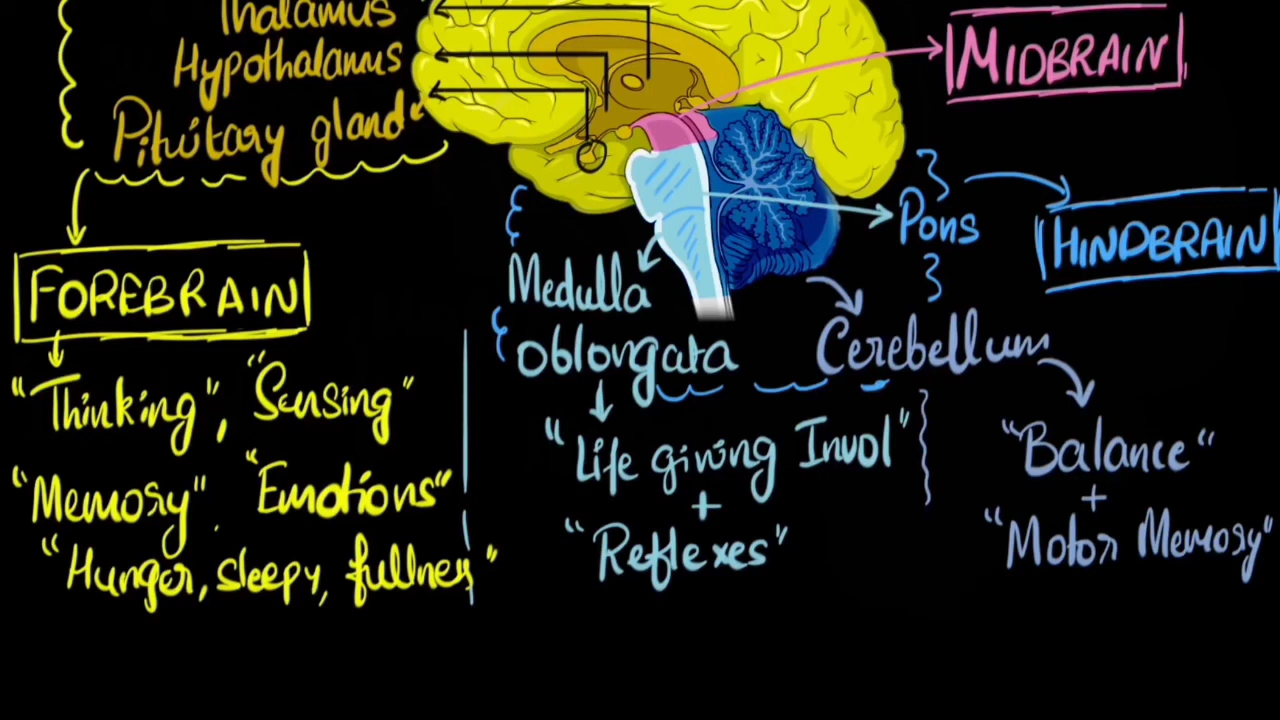 Thalamus
Hypothalamus
Pituitary gland
MIDBRAIN
Pons
HINDBRAIN
FOREBRAIN
Medulla
Oblongata
Cerebellum
"Thinking", "Sensing"
"Memory". "Emotions"
"Hunger, sleepy, fullness"
"Life giving Invol"
+
"Reflexes"
"Balance"
+
"Motor Memory"